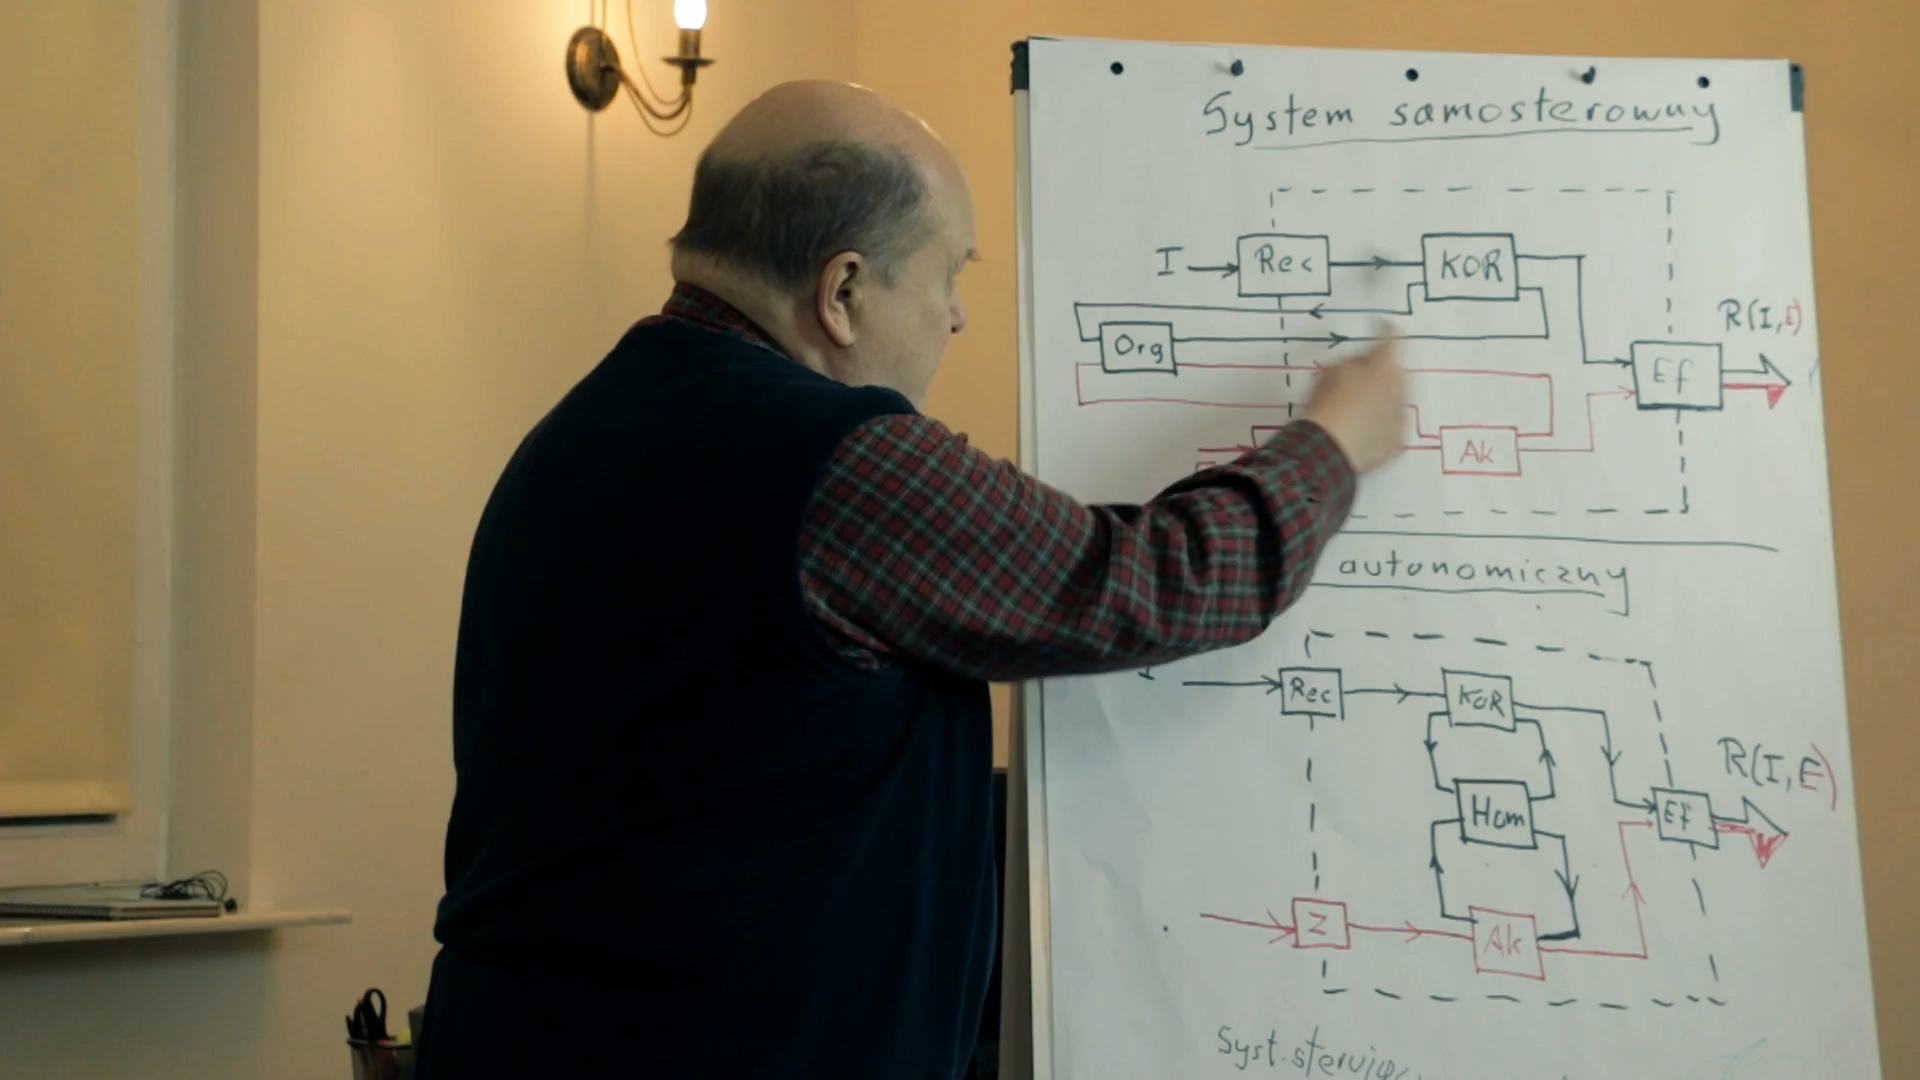 System samosterowny
I Rec KOR
R(I,E)
Org
Ef
Ak
autonomiczny
Rec KOR
R(I,E)
Hom Ef
Z Ak